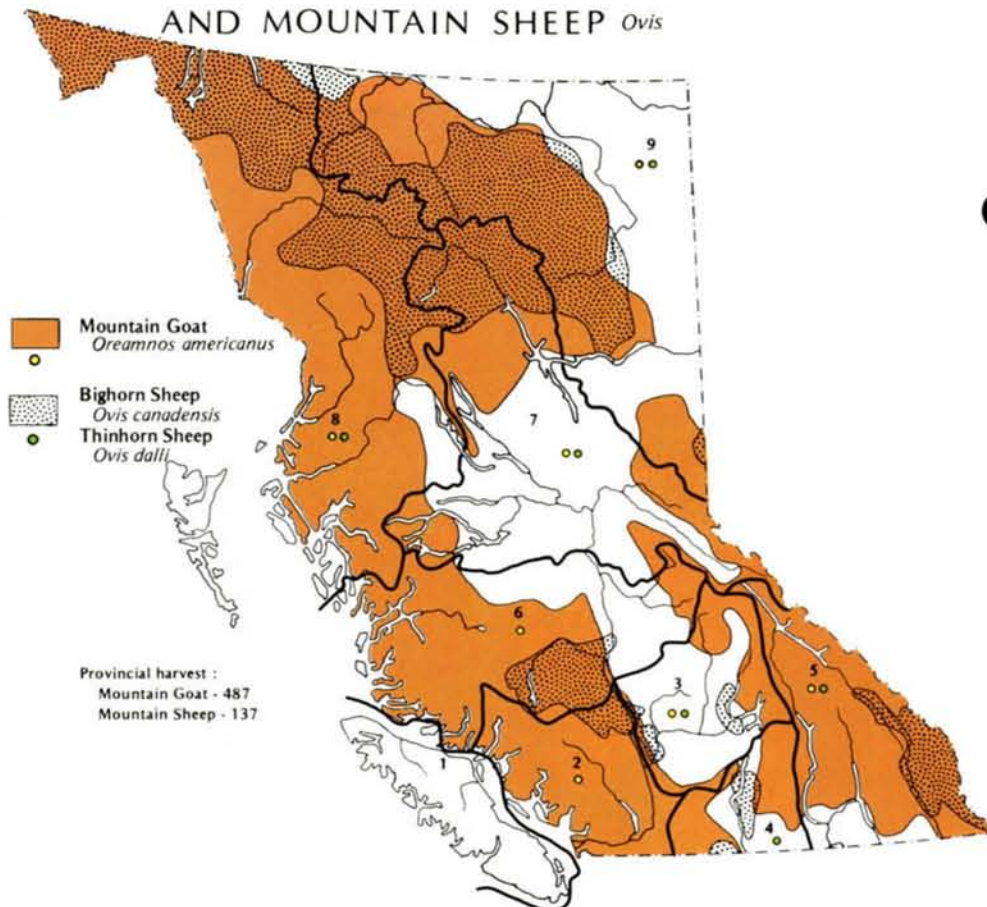 AND MOUNTAIN SHEEP Ovis
9
Mountain Goat
Oreamnos americanus
Bighorn Sheep
Ovis canadensis
Thinhorn Sheep
Ovis dalli
8
7
6
5
Provincial harvest :
Mountain Goat - 487
Mountain Sheep - 137
3
1
2
4